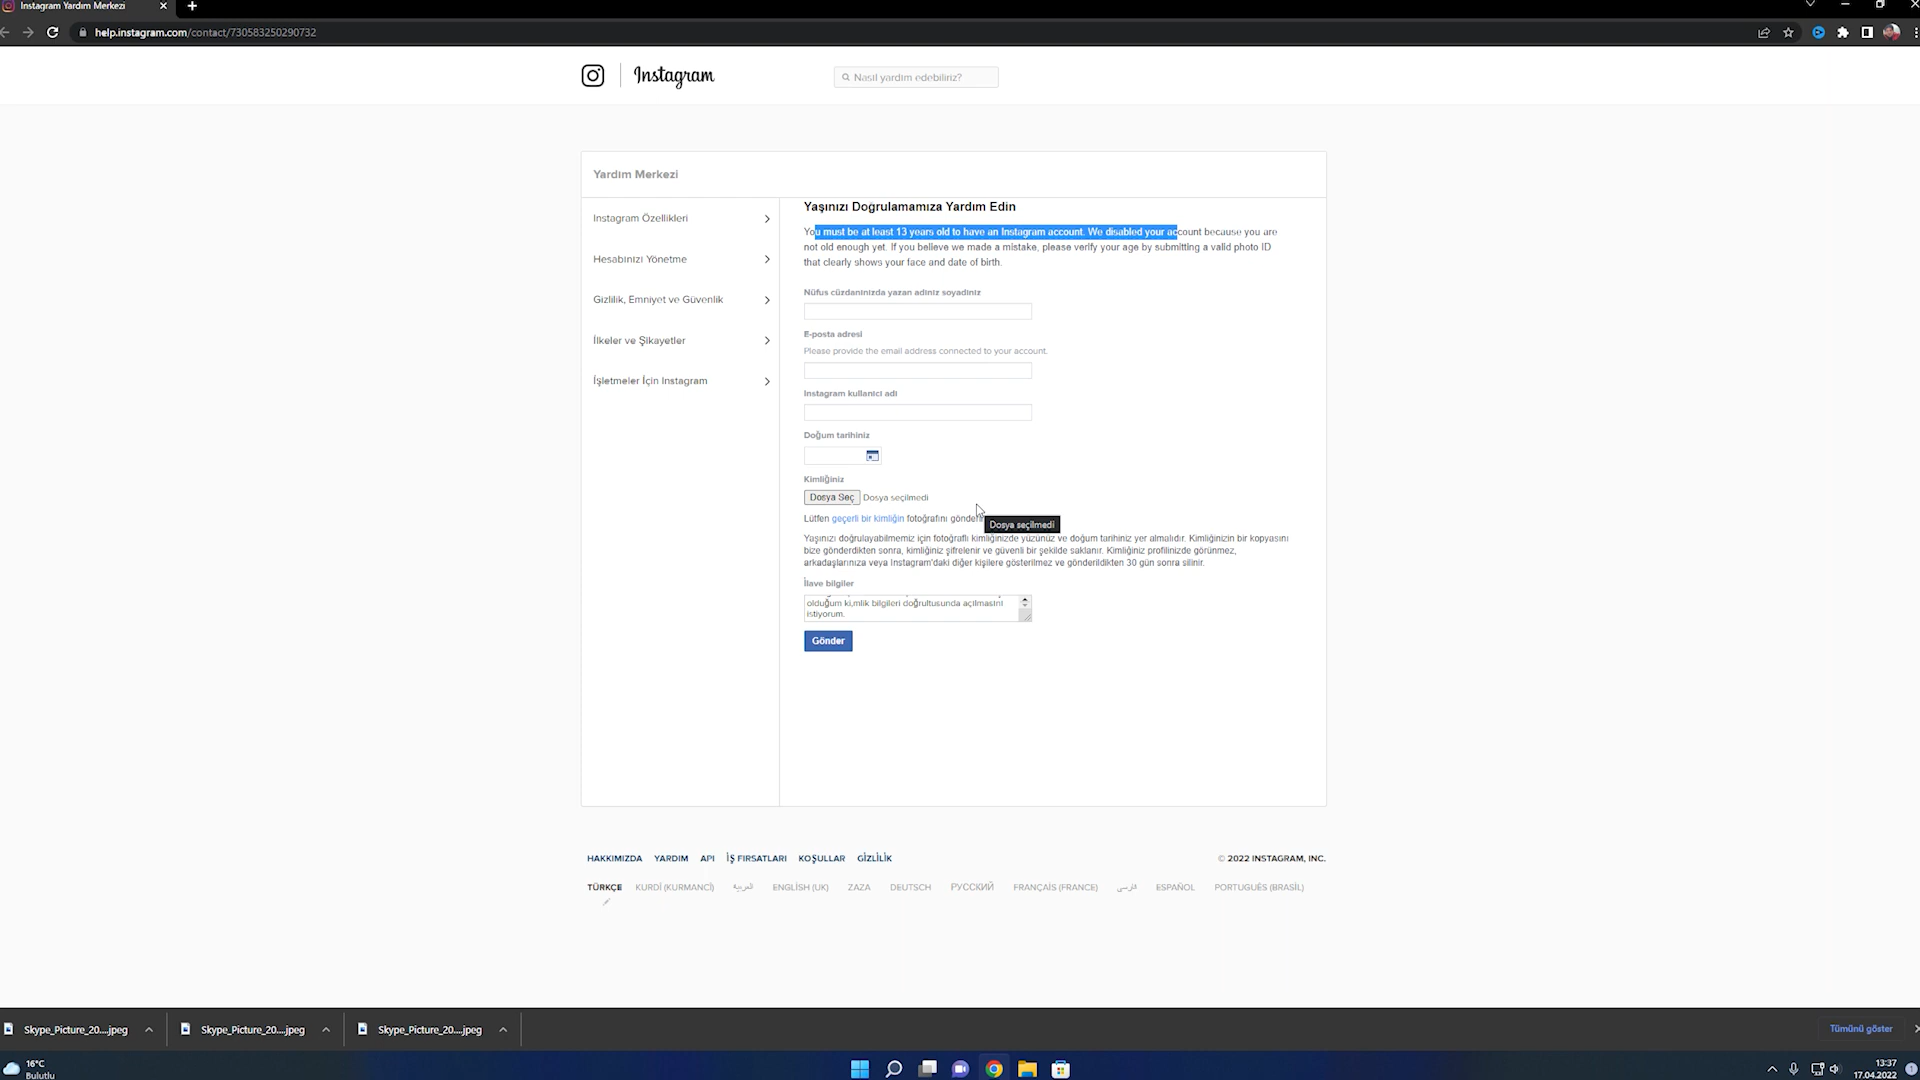 Instagram Yardım Merkezi
help.instagram.com/contact/730583250290732
Instagram
Nasıl yardım edebiliriz?
Yardım Merkezi
Instagram Özellikleri
Hesabınızı Yönetme
Gizlilik, Emniyet ve Güvenlik
İlkeler ve Şikayetler
İşletmeler İçin Instagram
Yaşınızı Doğrulamamıza Yardım Edin
You must be at least 13 years old to have an Instagram account. We disabled your account because you are
not old enough yet. If you believe we made a mistake, please verify your age by submitting a valid photo ID
that clearly shows your face and date of birth.
Nüfus cüzdanınızda yazan adınız soyadınız
E-posta adresi
Please provide the email address connected to your account.
Instagram kullanıcı adı
Doğum tarihiniz
Kimliğiniz
Dosya Seç Dosya seçilmedi
Lütfen geçerli bir kimliğin fotoğrafını
Dosya seçilmedi
Yaşınızı doğrulayabilmemiz için fotoğraflı kimliğinizde yüzünüz ve doğum tarihiniz yer almalıdır. Kimliğinizin bir kopyasını
bize gönderdikten sonra, kimliğiniz şifrelenir ve güvenli bir şekilde saklanır. Kimliğiniz profilinizde görünmez,
arkadaşlarınıza veya Instagram'daki diğer kişilere gösterilmez ve gönderildikten 30 gün sonra silinir.
İlave bilgiler
olduğum ki,mlik bilgileri doğrultusunda açılmasını
istiyorum.
Gönder
HAKKIMIZDA YARDIM API İŞ FIRSATLARI KOŞULLAR GİZLİLİK
© 2022 INSTAGRAM, INC.
TÜRKÇE KURDÎ (KURMANCÎ) العربية ENGLISH (UK) ZAZA DEUTSCH РУССКИЙ FRANÇAIS (FRANCE) فارسی ESPAÑOL PORTUGUÊS (BRASIL)
Skype_Picture_20....jpeg
Skype_Picture_20....jpeg
Skype_Picture_20....jpeg
Tümünü göster
16°C
Bulutlu
13:37
17.04.2022